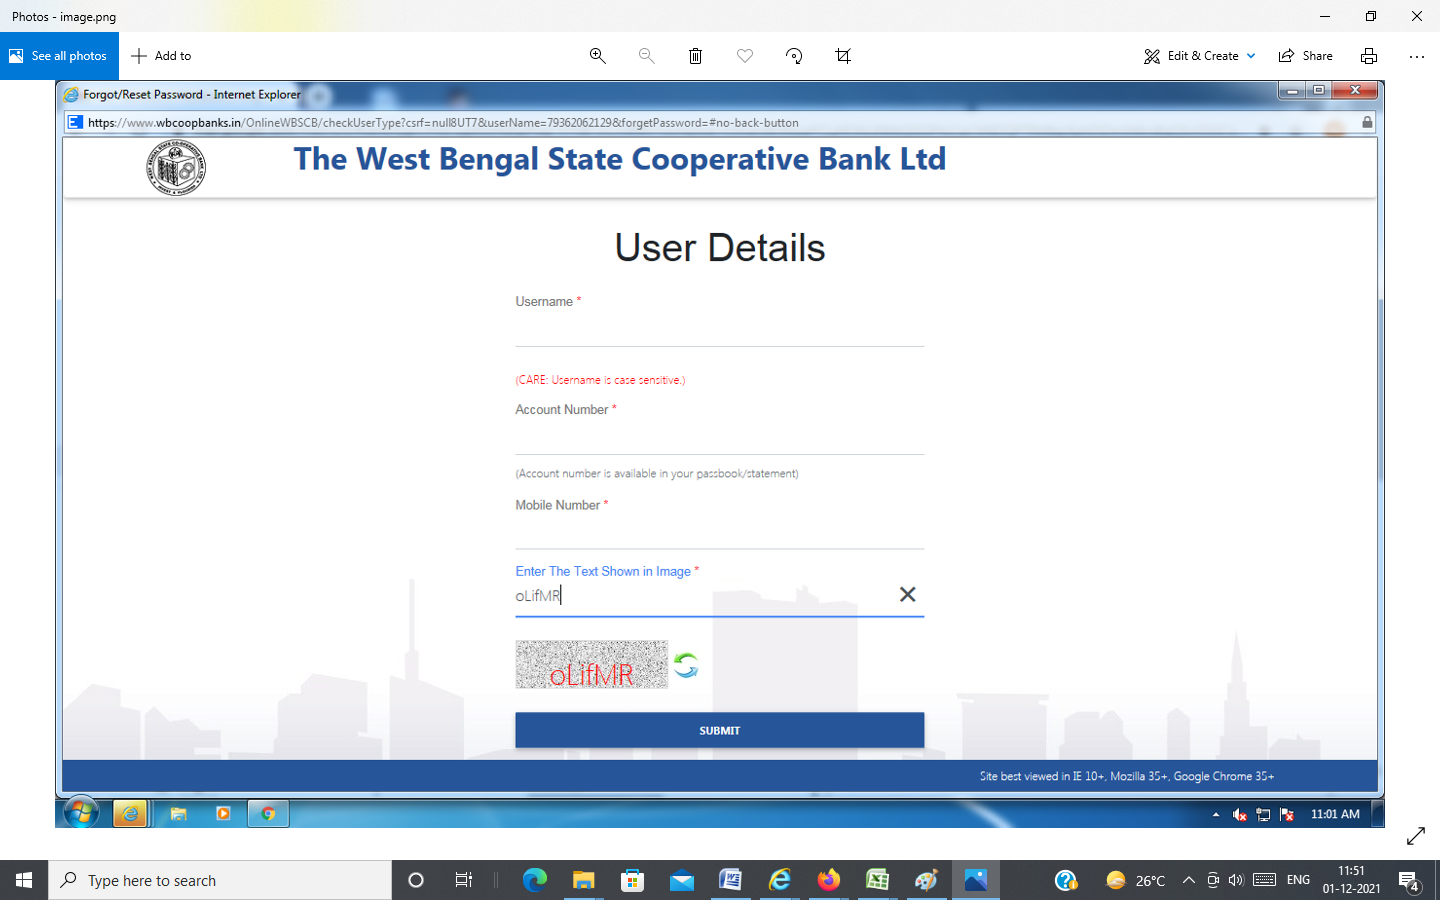 Photos - image.png
See all photos
Add to
Edit & Create
Share
Forgot/Reset Password - Internet Explorer
https://www.wbcoopbanks.in/OnlineWBSCB/checkUserType?csrf=null8UT7&userName=79362062129&forgetPassword=#no-back-button
The West Bengal State Cooperative Bank Ltd
User Details
Username *
(CARE: Username is case sensitive.)
Account Number *
(Account number is available in your passbook/statement)
Mobile Number *
Enter The Text Shown in Image *
oLifMR
oLifMR
SUBMIT
Site best viewed in IE 10+, Mozilla 35+, Google Chrome 35+
11:01 AM
Type here to search
26°C
ENG
11:51
01-12-2021
4